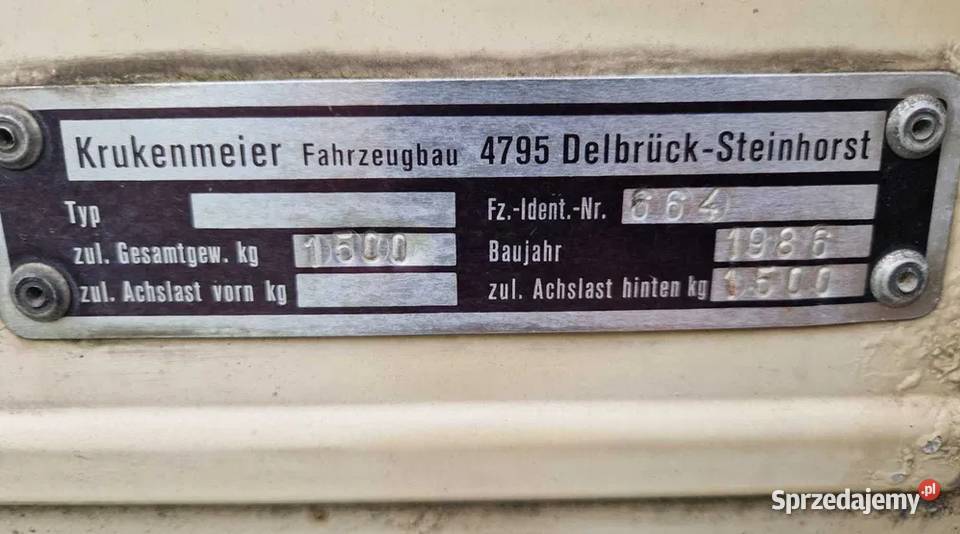 Krukenmeier Fahrzeugbau 4795 Delbrück-Steinhorst
Typ Fz.-Ident.-Nr. 664
zul. Gesamtgew. kg 1500 Baujahr 1986
zul. Achslast vorn kg zul. Achslast hinten kg 1500
Sprzedajemy.pl